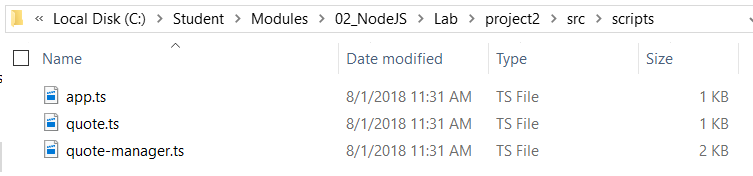 « Local Disk (C:) > Student > Modules > 02_NodeJS > Lab > project2 > src > scripts
Name Date modified Type Size
app.ts 8/1/2018 11:31 AM TS File 1 KB
quote.ts 8/1/2018 11:31 AM TS File 1 KB
quote-manager.ts 8/1/2018 11:31 AM TS File 2 KB